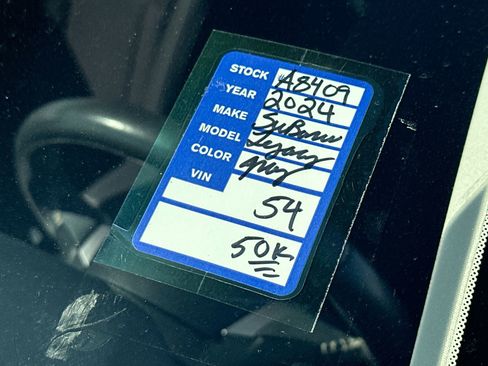 STOCK A8409
YEAR 2024
MAKE SuBaru
MODEL Legacy
COLOR gray
VIN
54
50K